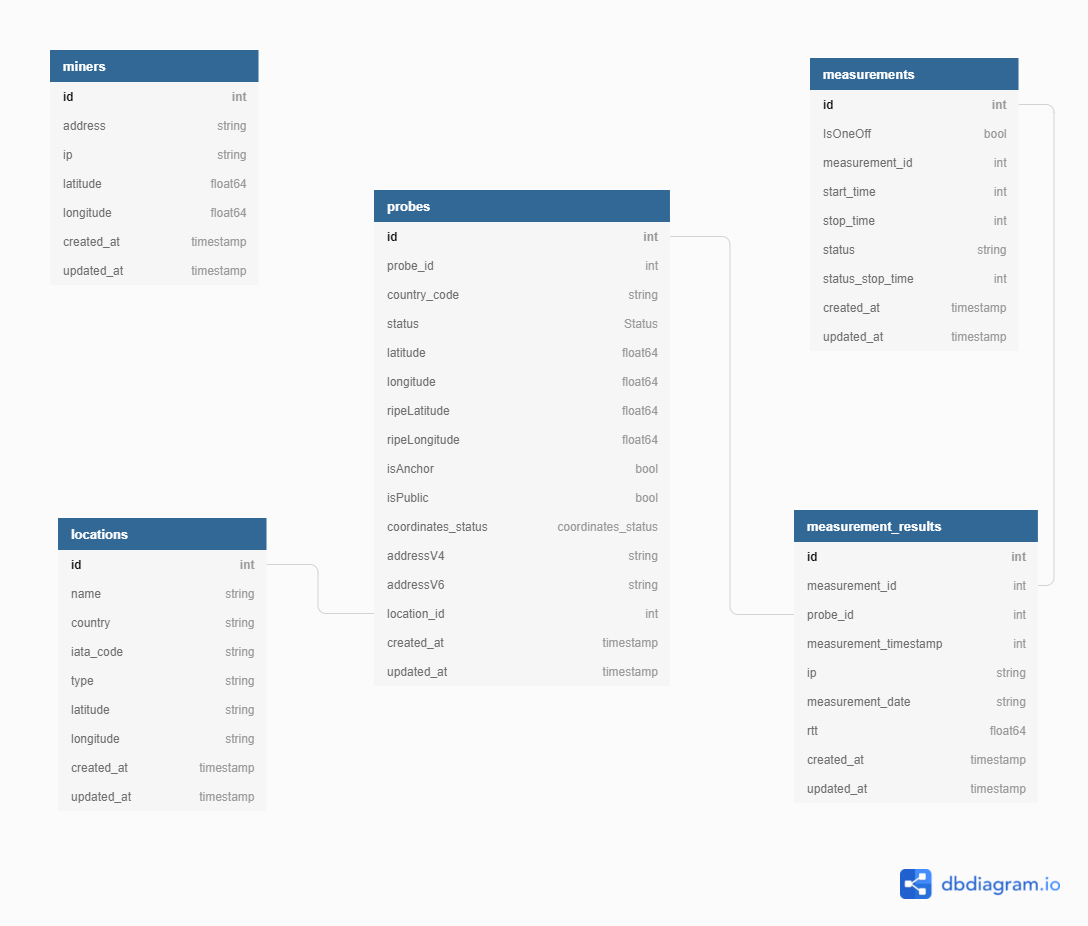 miners
id int
address string
ip string
latitude float64
longitude float64
created_at timestamp
updated_at timestamp
measurements
id int
IsOneOff bool
measurement_id int
start_time int
stop_time int
status string
status_stop_time int
created_at timestamp
updated_at timestamp
probes
id int
probe_id int
country_code string
status Status
latitude float64
longitude float64
ripeLatitude float64
ripeLongitude float64
isAnchor bool
isPublic bool
coordinates_status coordinates_status
addressV4 string
addressV6 string
location_id int
created_at timestamp
updated_at timestamp
locations
id int
name string
country string
iata_code string
type string
latitude string
longitude string
created_at timestamp
updated_at timestamp
measurement_results
id int
measurement_id int
probe_id int
measurement_timestamp int
ip string
measurement_date string
rtt float64
created_at timestamp
updated_at timestamp
dbdiagram.io